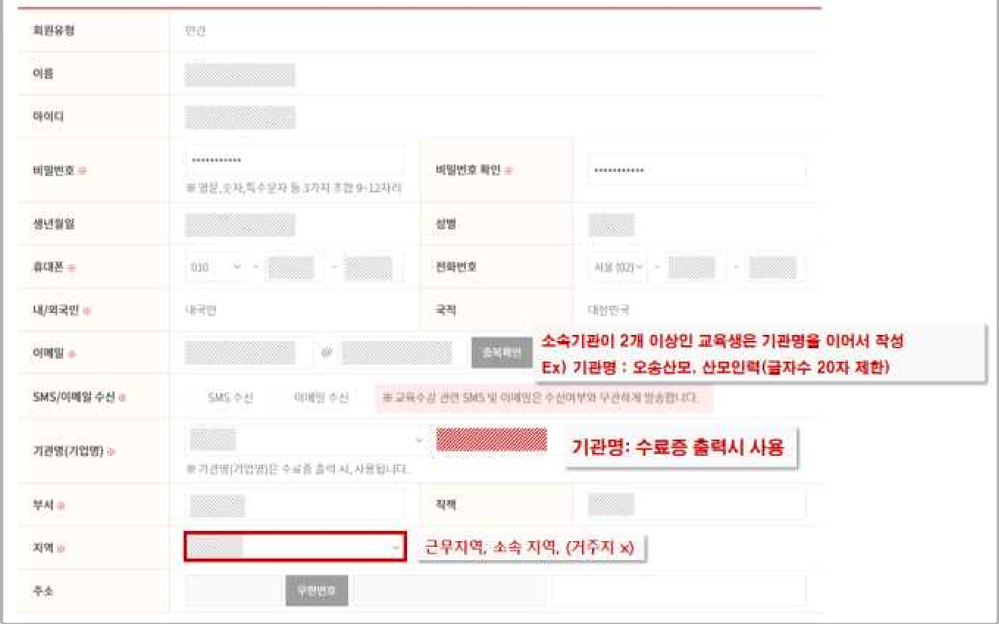 회원유형 민간
이름
아이디
비밀번호 ※ 비밀번호 확인 ※
※ 영문,숫자,특수문자 등 3가지 조합 9~12자리
생년월일 성별
휴대폰 ※ 010 - - 전화번호 서울 (02) - -
내/외국인 ※ 내국인 국적 대한민국
소속기관이 2개 이상인 교육생은 기관명을 이어서 작성
이메일 ※ @ 중복확인
Ex) 기관명 : 오송산모, 산모인력(글자수 20자 제한)
SMS/이메일 수신 ※ SMS 수신 이메일 수신 ※ 교육수강 관련 SMS 및 이메일은 수신여부와 무관하게 발송됩니다.
기관명(기업명) ※ 기관명: 수료증 출력시 사용
※ 기관명(기업명)은 수료증 출력 시, 사용됩니다.
부서 ※ 직책
지역 ※ 근무지역, 소속 지역, (거주지 x)
주소 우편번호